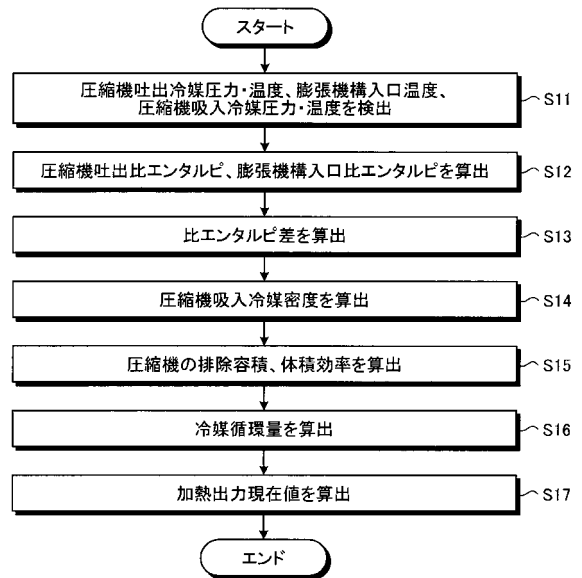 スタート
圧縮機吐出冷媒圧力・温度、膨張機構入口温度、
圧縮機吸入冷媒圧力・温度を検出
S11
圧縮機吐出比エンタルピ、膨張機構入口比エンタルピを算出
S12
比エンタルピ差を算出
S13
圧縮機吸入冷媒密度を算出
S14
圧縮機の排除容積、体積効率を算出
S15
冷媒循環量を算出
S16
加熱出力現在値を算出
S17
エンド